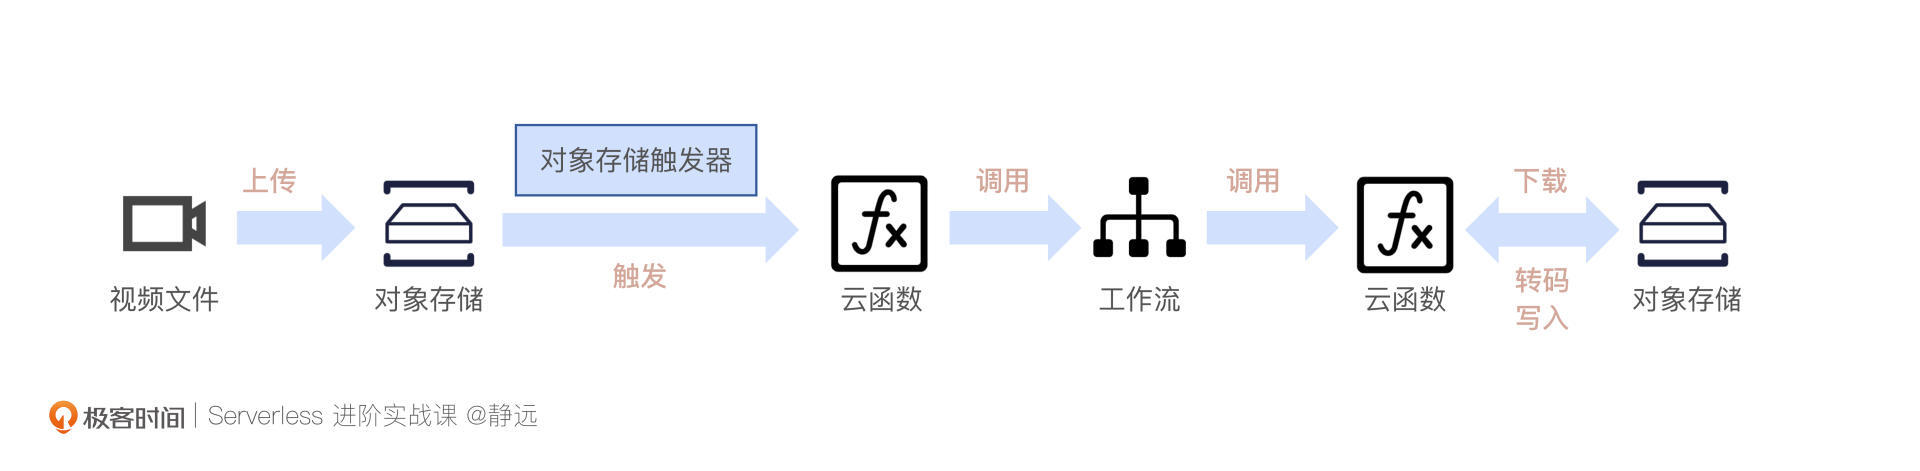 对象存储触发器
上传
调用
调用
下载
触发
转码
写入
视频文件
对象存储
云函数
工作流
云函数
对象存储
极客时间 | Serverless 进阶实战课 @静远